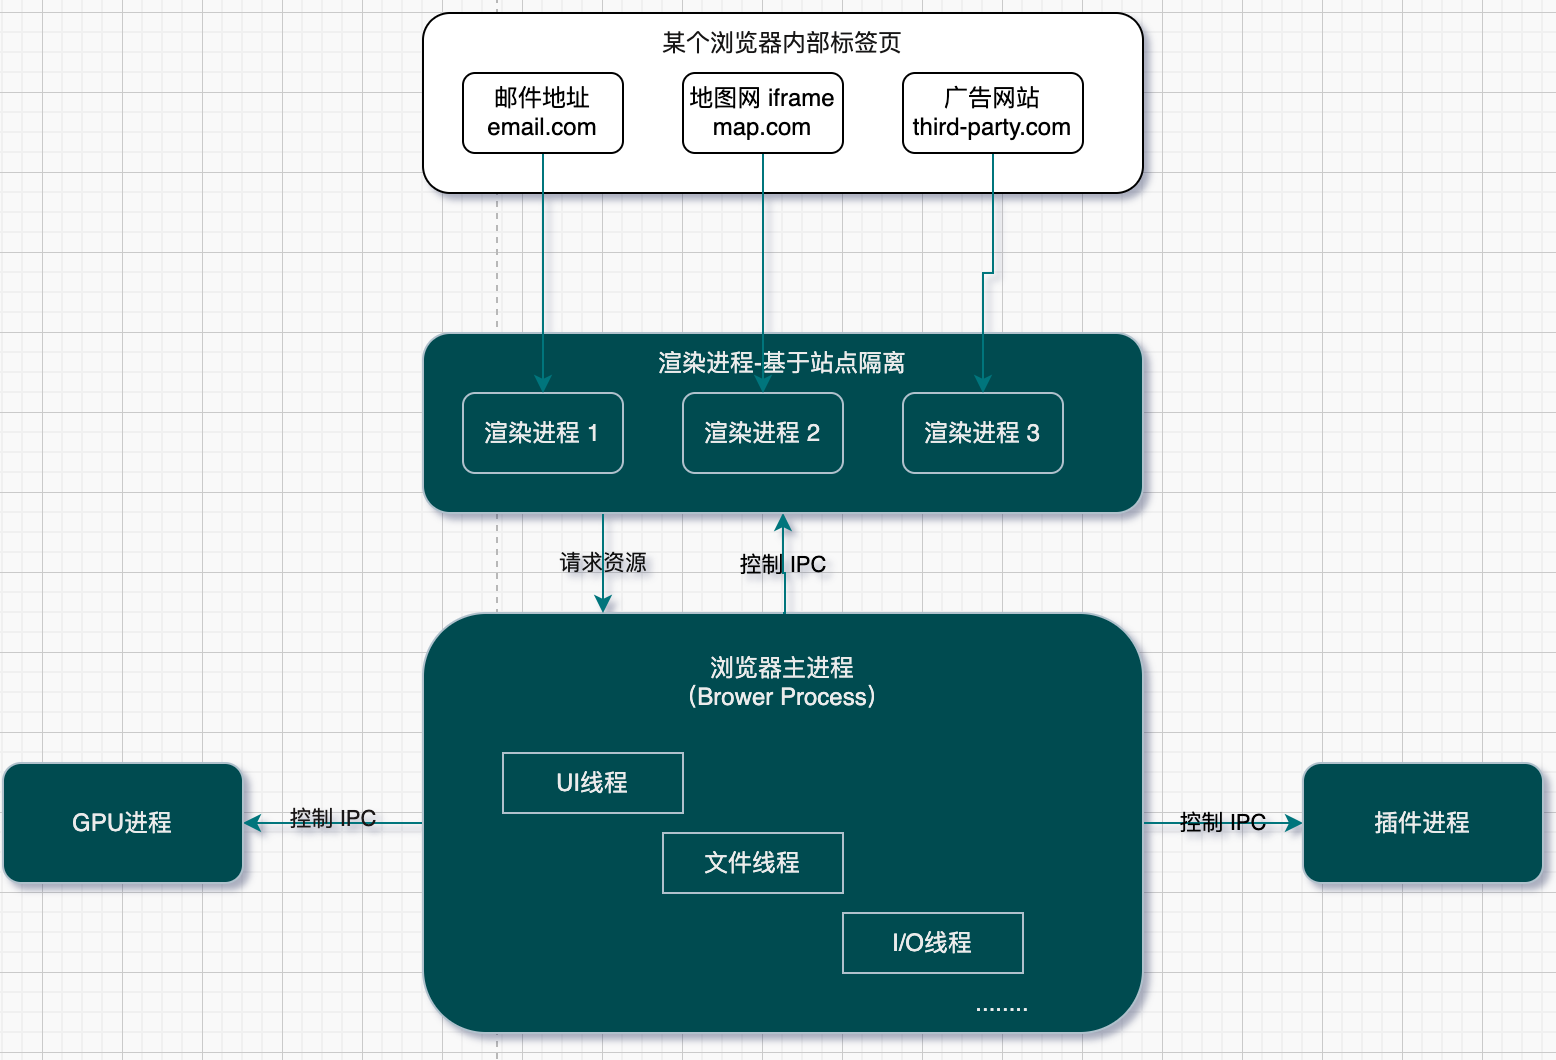 某个浏览器内部标签页
邮件地址
email.com
地图网 iframe
map.com
广告网站
third-party.com
渲染进程-基于站点隔离
渲染进程 1
渲染进程 2
渲染进程 3
请求资源
控制 IPC
浏览器主进程
（Brower Process）
UI线程
文件线程
I/O线程
........
GPU进程
控制 IPC
控制 IPC
插件进程